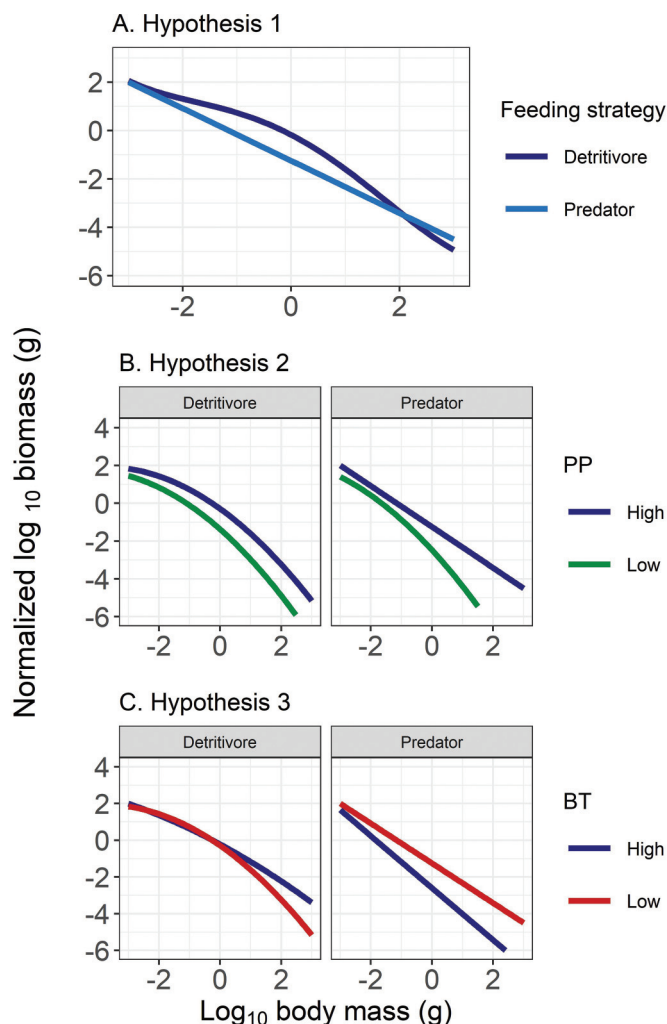 A. Hypothesis 1
2
0
-2
-4
-6
-2 0 2
Feeding strategy
Detritivore
Predator
Normalized log 10 biomass (g)
B. Hypothesis 2
Detritivore Predator
4
2
0
-2
-4
-6
-2 0 2 -2 0 2
PP
High
Low
C. Hypothesis 3
Detritivore Predator
4
2
0
-2
-4
-6
-2 0 2 -2 0 2
BT
High
Low
Log10 body mass (g)